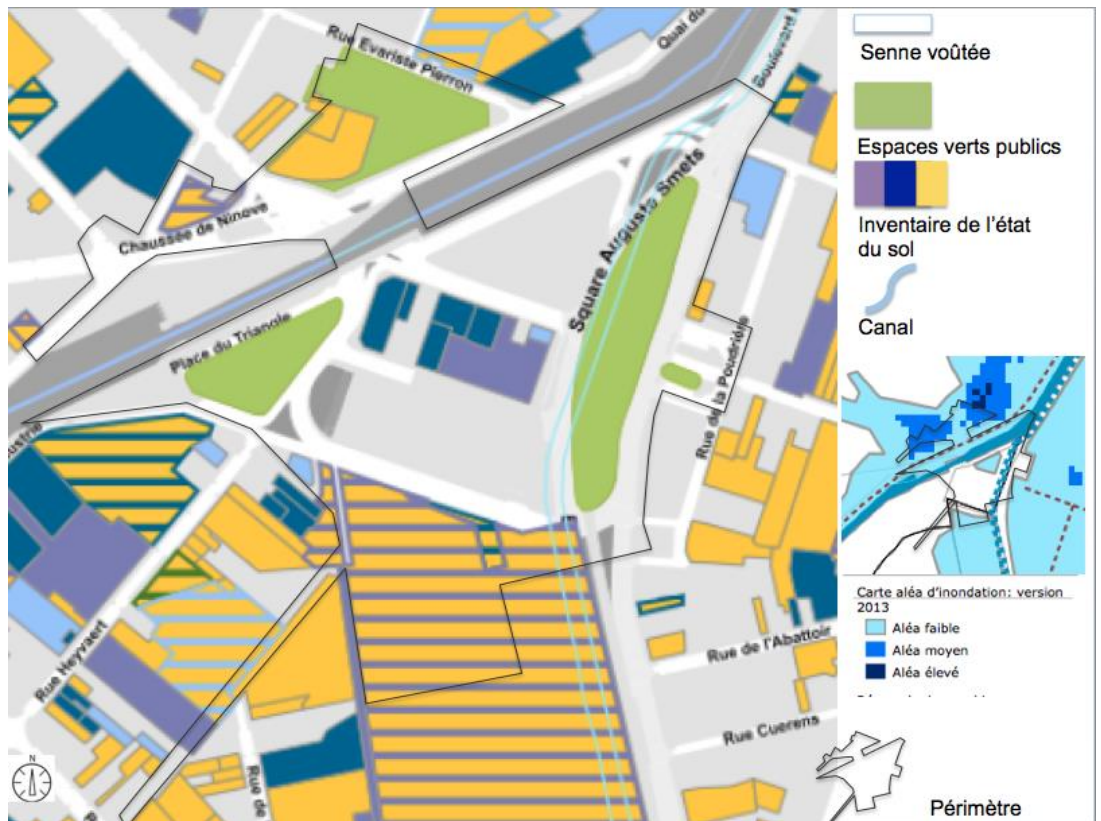 Rue Evariste Pierron
Quai du
Boulevard
Chaussée de Ninove
Square Auguste Smets
Place du Triangle
Rue de la Poudrière
ustrie
Rue Heyvaert
Rue de l'Abattoir
Rue Cuerens
Rue de
R
N
Senne voûtée
Espaces verts publics
Inventaire de l'état
du sol
Canal
Carte aléa d'inondation: version
2013
Aléa faible
Aléa moyen
Aléa élevé
Périmètre